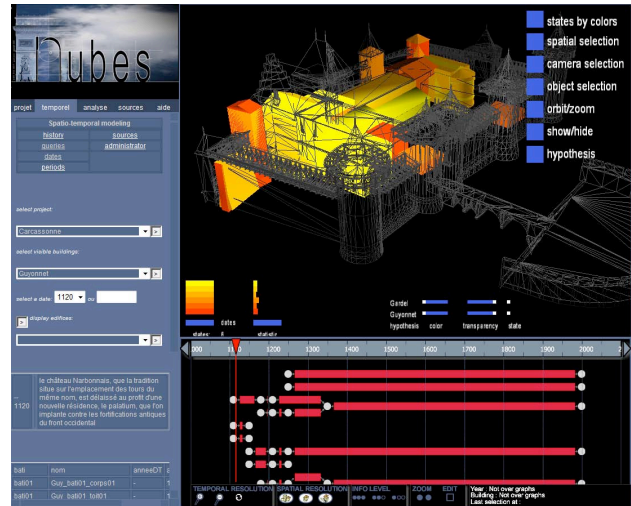 nubes
projet temporel analyse sources aide
Spatio-temporal modeling
history sources
queries administrator
dates
periods
select project:
Carcassonne
select visible buildings:
Guyonnet
select a date: 1120 ou
display edifices:
le château Narbonnais, que la tradition
situe sur l'emplacement des tours du
même nom, est délaissé au profit d'une
1120 nouvelle résidence, le palatium, que l'on
implante contre les fortifications antiques
du front occidental
bati nom anneeDT
bati01 Guy_bati01_corps01 -
bati01 Guy_bati01_toit01 -
states by colors
spatial selection
camera selection
object selection
orbit/zoom
show/hide
hypothesis
dates
states: 8
Gardel
Guyonnet
hypothesis color transparency state
1200 1300 1400 1500 1600 1700 1800 1900 2000
TEMPORAL RESOLUTION SPATIAL RESOLUTION INFO LEVEL ZOOM EDIT
Year : Not over graphs
Building : Not over graphs
Last selection at :